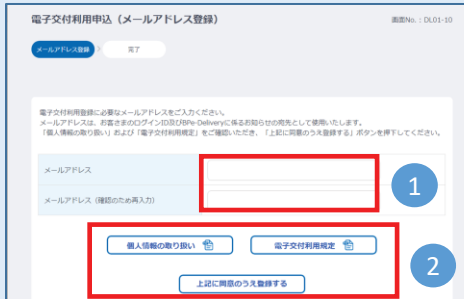 電子交付利用申込（メールアドレス登録）
画面No.：DL01-10
メールアドレス登録
完了
電子交付利用登録に必要なメールアドレスをご入力ください。
メールアドレスは、お客さまのログインID及びBPe-Deliveryに係るお知らせの宛先として使用いたします。
「個人情報の取り扱い」および「電子交付利用規定」をご確認いただき、「上記に同意のうえ登録する」ボタンを押下してください。
メールアドレス
1
メールアドレス（確認のため再入力）
個人情報の取り扱い
電子交付利用規定
2
上記に同意のうえ登録する